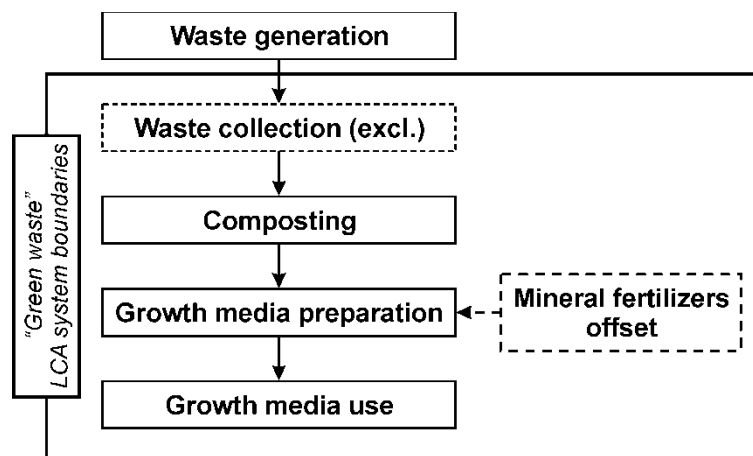 Waste generation
Waste collection (excl.)
Composting
Growth media preparation
Growth media use
Mineral fertilizers
offset
"Green waste"
LCA system boundaries